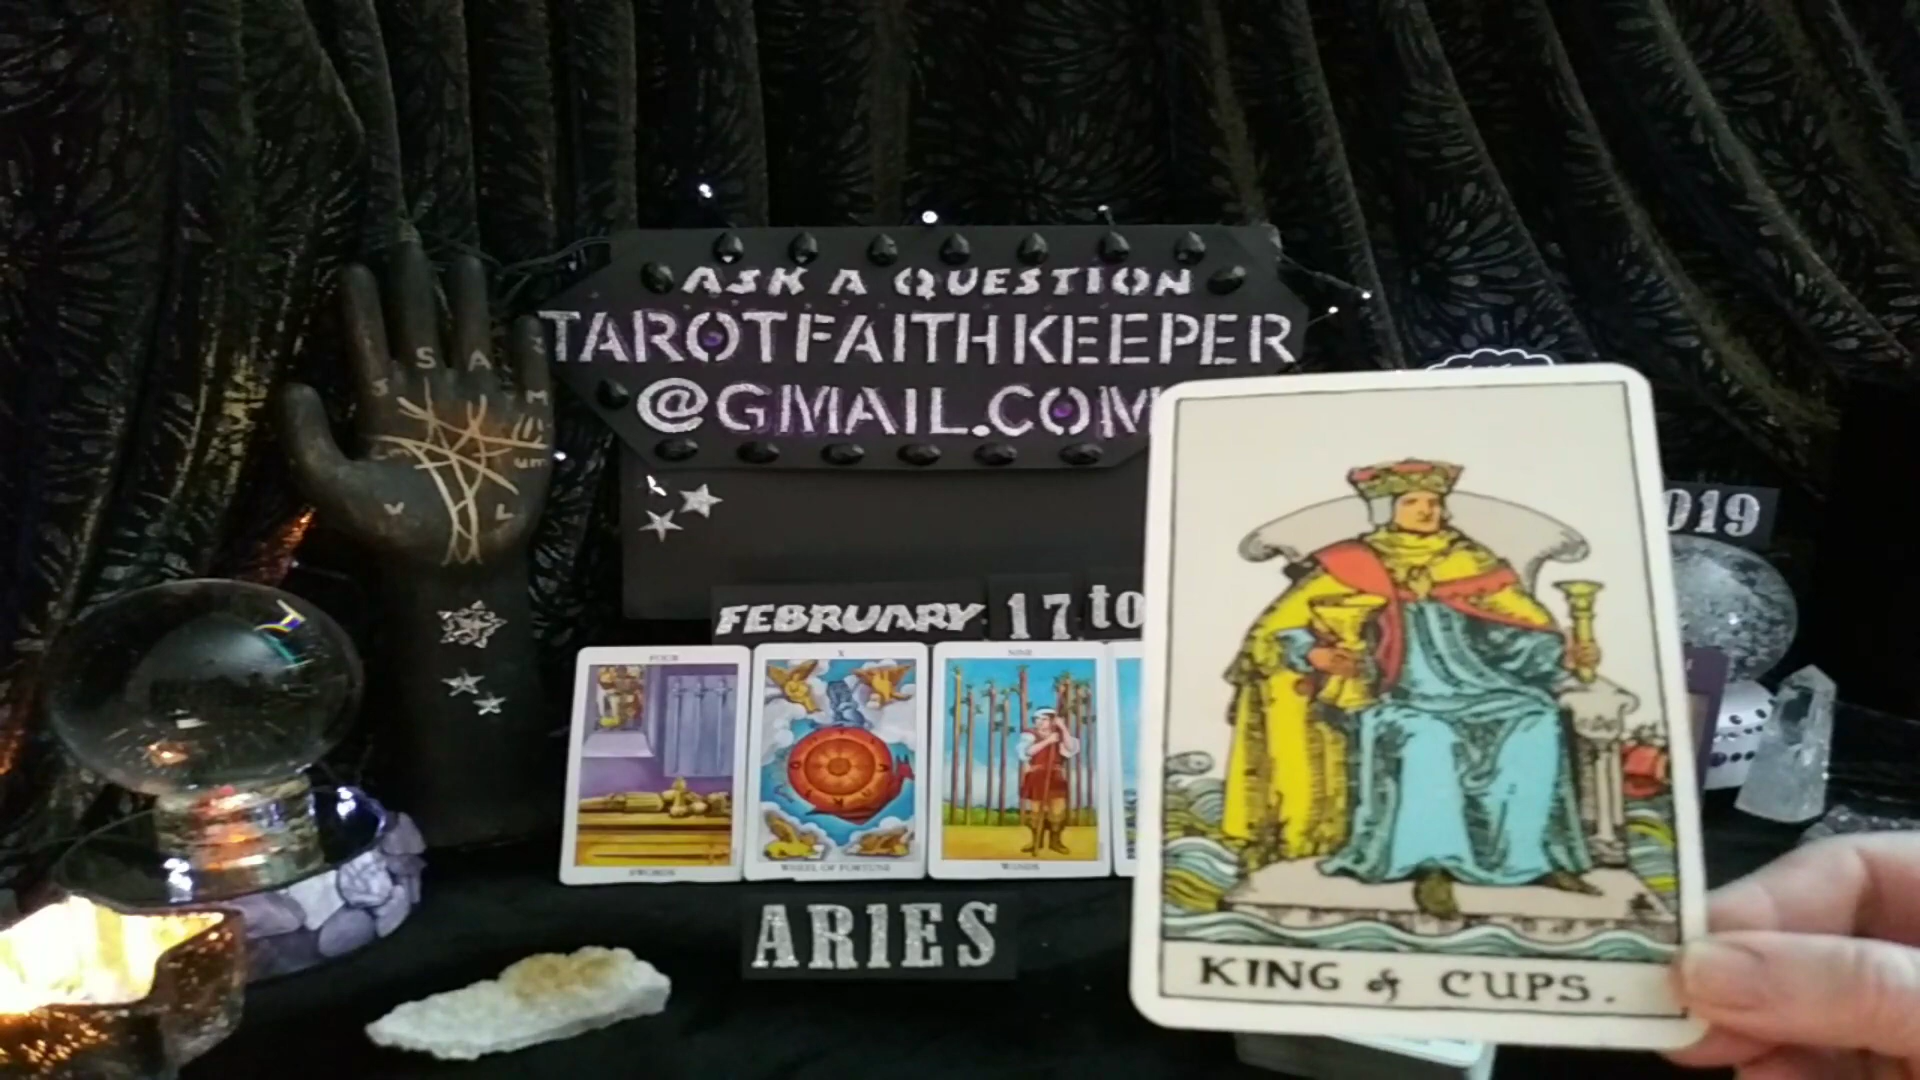 ASK A QUESTION
TAROTFAITHKEEPER
@GMAIL.COM
S A
J M
um
V L
019
FEBRUARY 17 to
FOUR X NINE
SWORDS WHEEL OF FORTUNE WANDS
ARIES
KING of CUPS.